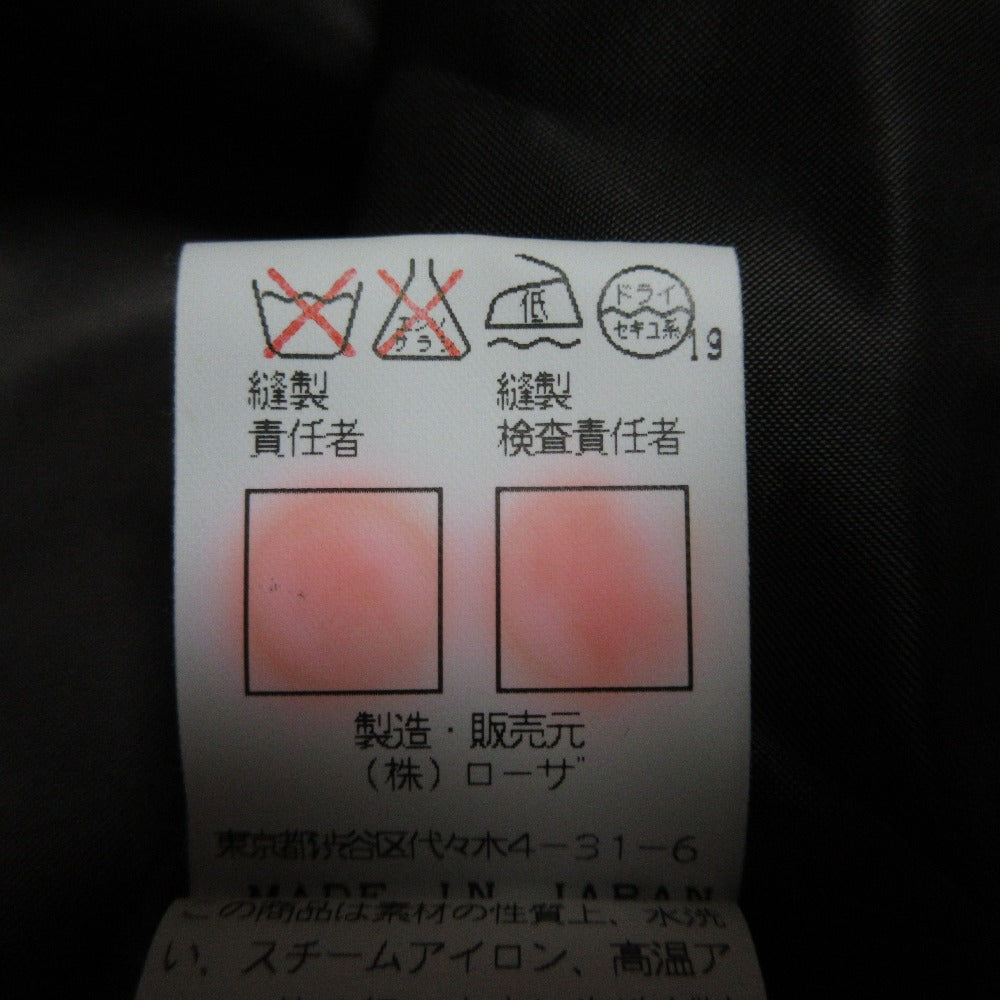 エンソ
サラシ
低
ドライ
セキユ系
19
縫製
責任者
縫製
検査責任者
製造・販売元
(株)ローザ
東京都渋谷区代々木4-31-6
MADE IN JAPAN
この商品は素材の性質上、水洗
い、スチームアイロン、高温ア